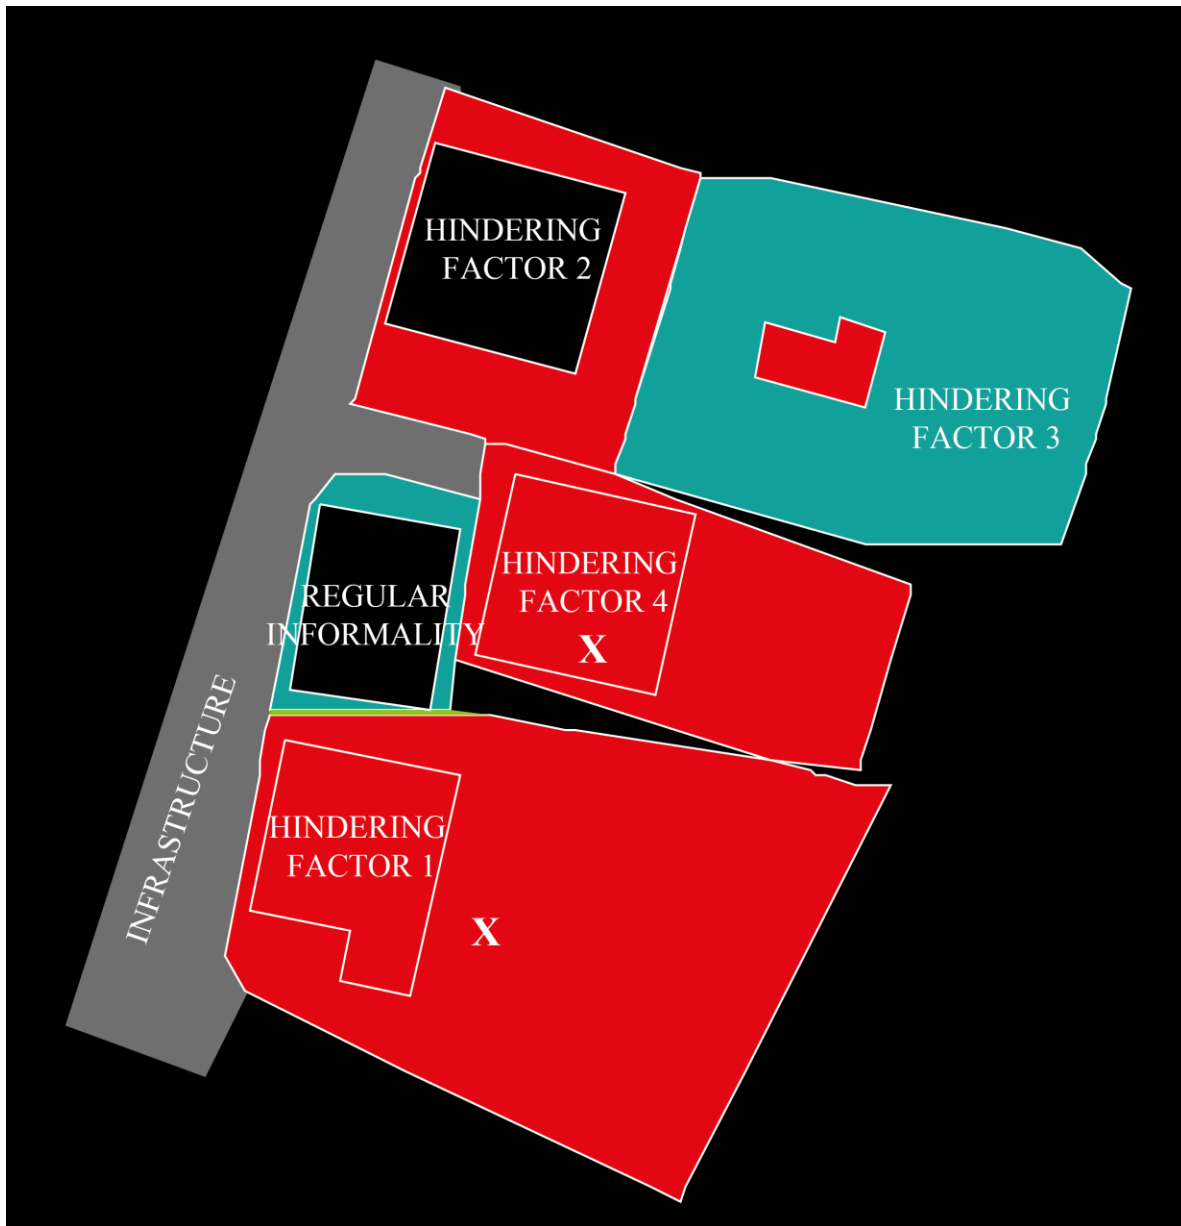 HINDERING
FACTOR 2
HINDERING
FACTOR 3
HINDERING
FACTOR 4
X
REGULAR
INFORMALITY
INFRASTRUCTURE
HINDERING
FACTOR 1
X